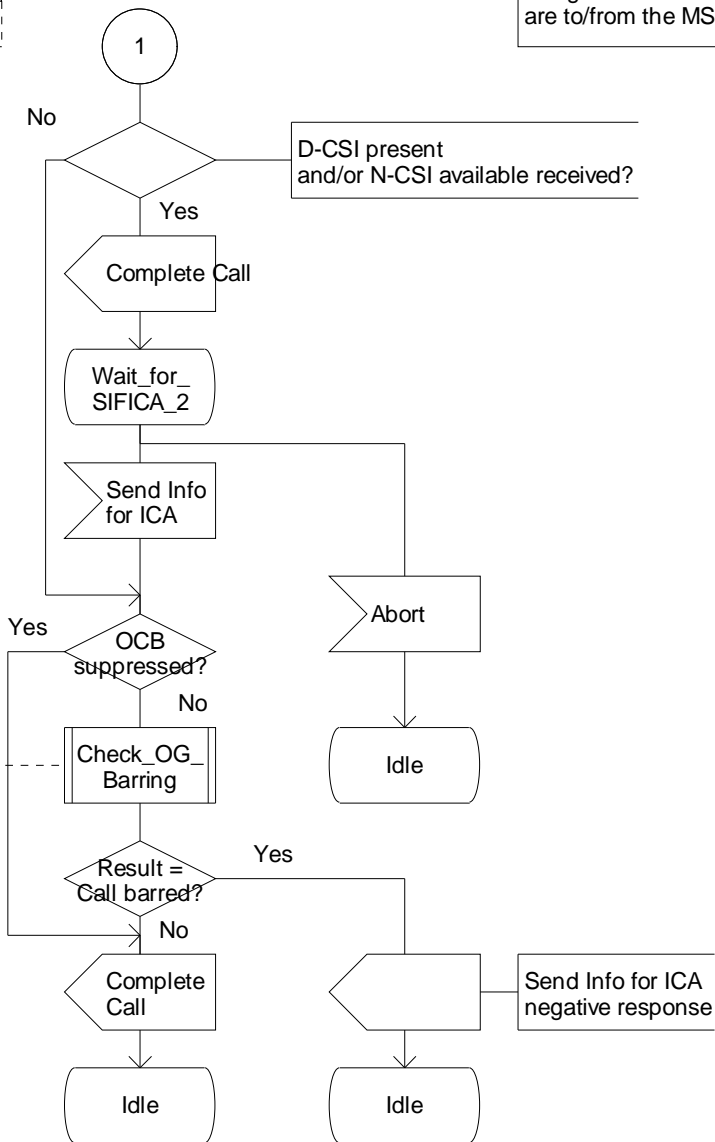 are to/from the MS
1
No
D-CSI present
and/or N-CSI available received?
Yes
Complete Call
Wait_for_
SIFICA_2
Send Info
for ICA
Abort
Yes
OCB
suppressed?
No
Check_OG_
Barring
Idle
Result =
Call barred?
Yes
No
Complete
Call
Send Info for ICA
negative response
Idle
Idle